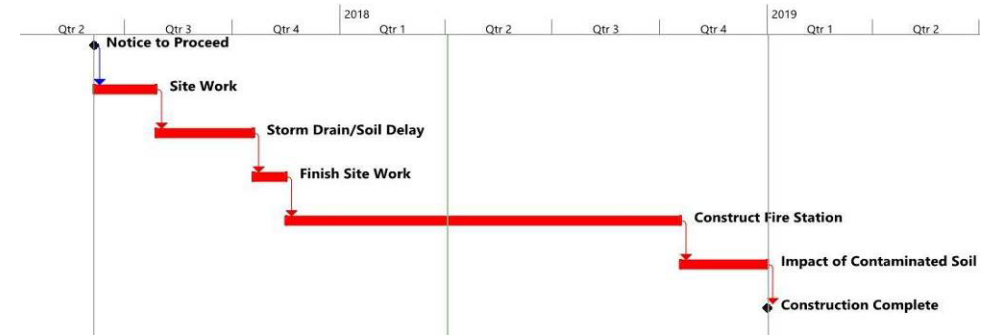 2018
2019
Qtr 2 Qtr 3 Qtr 4 Qtr 1 Qtr 2 Qtr 3 Qtr 4 Qtr 1 Qtr 2
Notice to Proceed
Site Work
Storm Drain/Soil Delay
Finish Site Work
Construct Fire Station
Impact of Contaminated Soil
Construction Complete